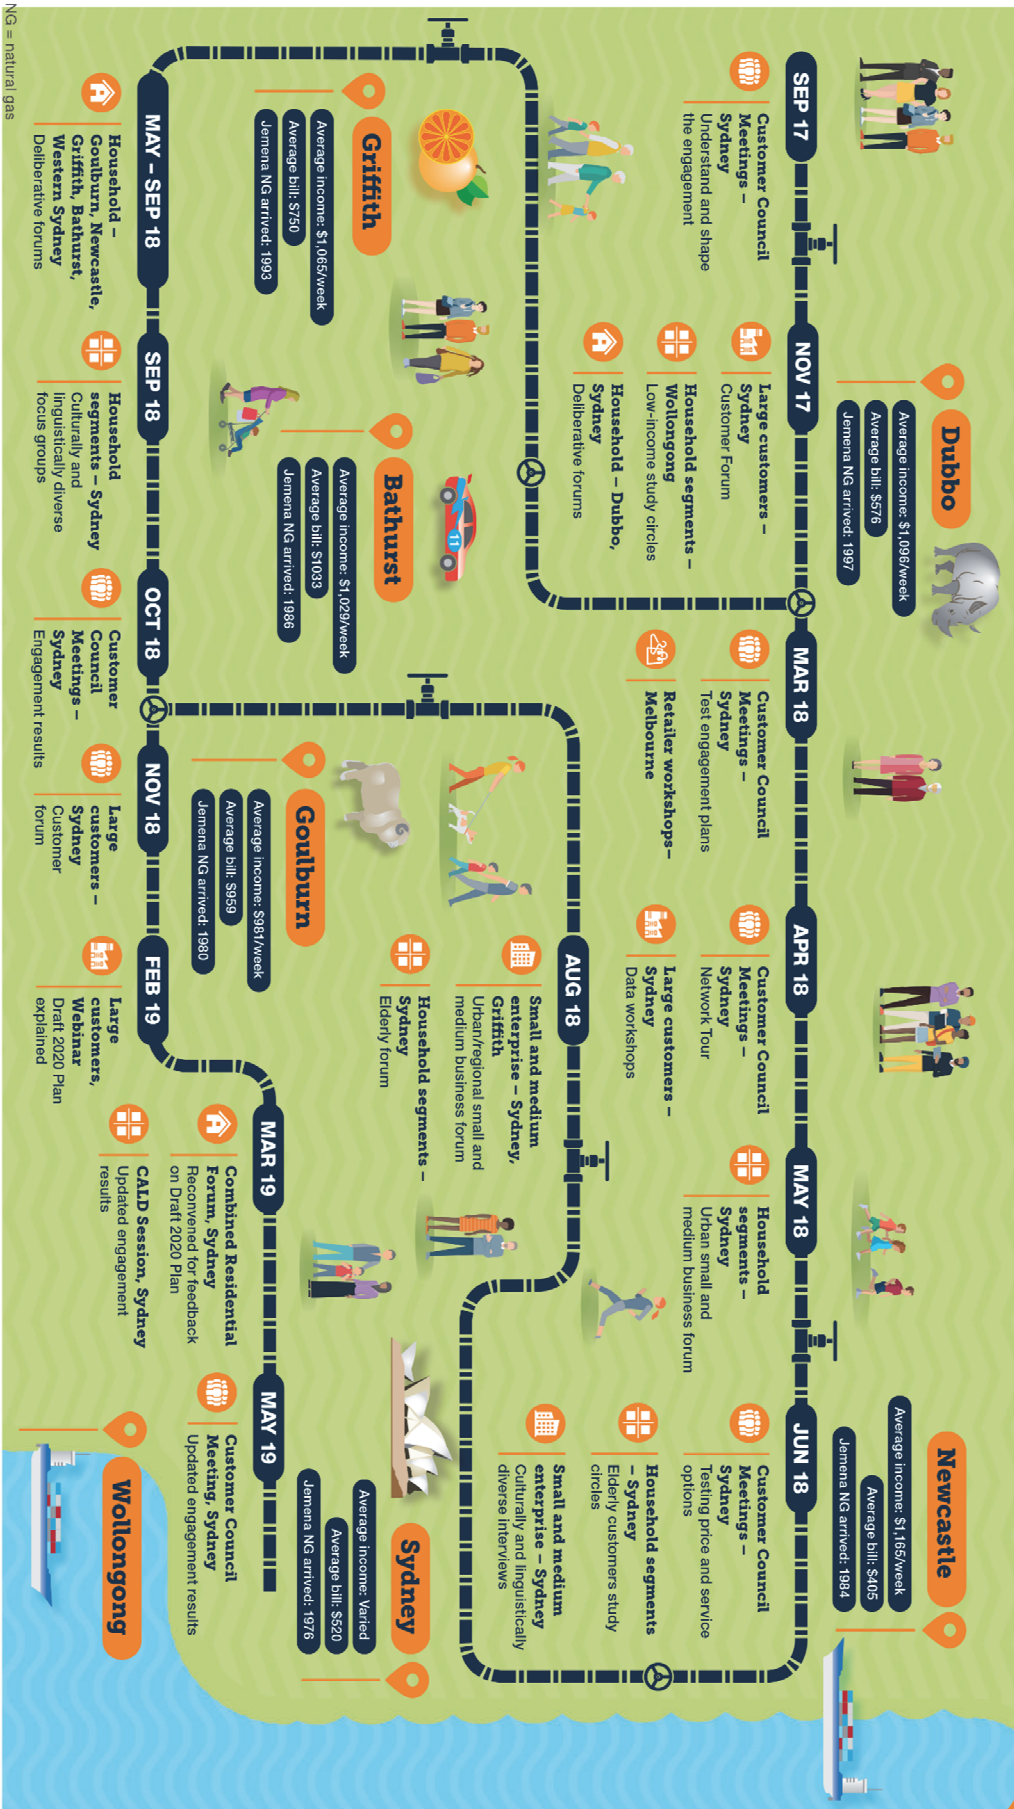 Dubbo
Average income: $1,096/week
Average bill: $576
Jemena NG arrived: 1997
Newcastle
Average income: $1,165/week
Average bill: $405
Jemena NG arrived: 1984
SEP 17
Customer Council
Meetings –
Sydney
Understand and shape
the engagement
NOV 17
Large customers –
Sydney
Customer Forum
Household segments –
Wollongong
Low-income study circles
Household – Dubbo,
Sydney
Deliberative forums
MAR 18
Customer Council
Meetings –
Sydney
Test engagement plans
Retailer workshops–
Melbourne
APR 18
Customer Council
Meetings –
Sydney
Network Tour
Large customers –
Sydney
Data workshops
MAY 18
Household
segments –
Sydney
Urban small and
medium business forum
JUN 18
Customer Council
Meetings –
Sydney
Testing price and service
options
Household segments
– Sydney
Elderly customers study
circles
Small and medium
enterprise – Sydney
Culturally and linguistically
diverse interviews
AUG 18
Small and medium
enterprise – Sydney,
Griffith
Urban/regional small and
medium business forum
Household segments –
Sydney
Elderly forum
Griffith
Average income: $1,065/week
Average bill: $750
Jemena NG arrived: 1993
11
Bathurst
Average income: $1,029/week
Average bill: $1033
Jemena NG arrived: 1986
Goulburn
Average income: $981/week
Average bill: $959
Jemena NG arrived: 1980
Sydney
Average income: Varied
Average bill: $520
Jemena NG arrived: 1976
MAY – SEP 18
Household –
Goulburn, Newcastle,
Griffith, Bathurst,
Western Sydney
Deliberative forums
SEP 18
Household
segments – Sydney
Culturally and
linguistically diverse
focus groups
OCT 18
Customer
Council
Meetings –
Sydney
Engagement results
NOV 18
Large
customers –
Sydney
Customer
forum
FEB 19
Large
customers,
Webinar
Draft 2020 Plan
explained
MAR 19
Combined Residential
Forum, Sydney
Reconvened for feedback
on Draft 2020 Plan
CALD Session, Sydney
Updated engagement
results
MAY 19
Customer Council
Meeting, Sydney
Updated engagement results
Wollongong
NG = natural gas